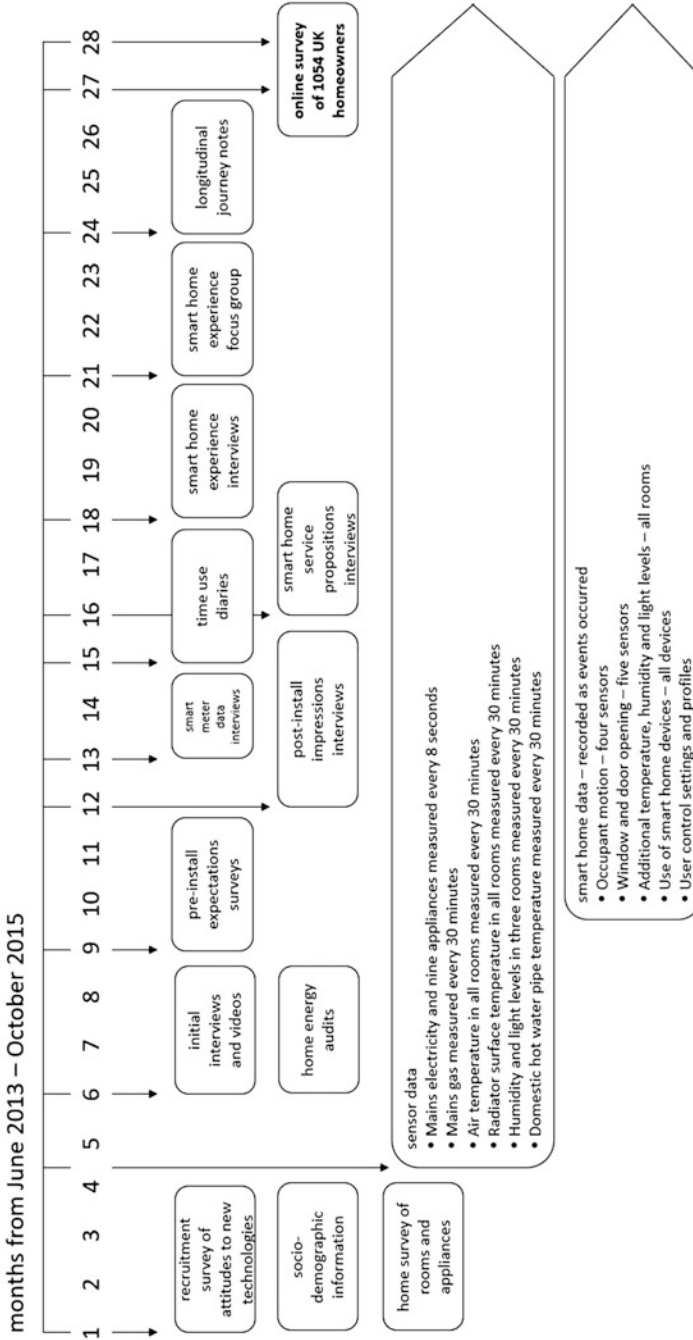 months from June 2013 – October 2015
1 2 3 4 5 6 7 8 9 10 11 12 13 14 15 16 17 18 19 20 21 22 23 24 25 26 27 28
recruitment
survey of
attitudes to new
technologies
socio-
demographic
information
home survey of
rooms and
appliances
initial
interviews
and videos
home energy
audits
pre-install
expectations
surveys
post-install
impressions
interviews
smart
meter
data
interviews
time use
diaries
smart home
service
propositions
interviews
smart home
experience
interviews
smart home
experience
focus group
longitudinal
journey notes
online survey
of 1054 UK
homeowners
sensor data
• Mains electricity and nine appliances measured every 8 seconds
• Mains gas measured every 30 minutes
• Air temperature in all rooms measured every 30 minutes
• Radiator surface temperature in all rooms measured every 30 minutes
• Humidity and light levels in three rooms measured every 30 minutes
• Domestic hot water pipe temperature measured every 30 minutes
smart home data – recorded as events occurred
• Occupant motion – four sensors
• Window and door opening – five sensors
• Additional temperature, humidity and light levels – all rooms
• Use of smart home devices – all devices
• User control settings and profiles